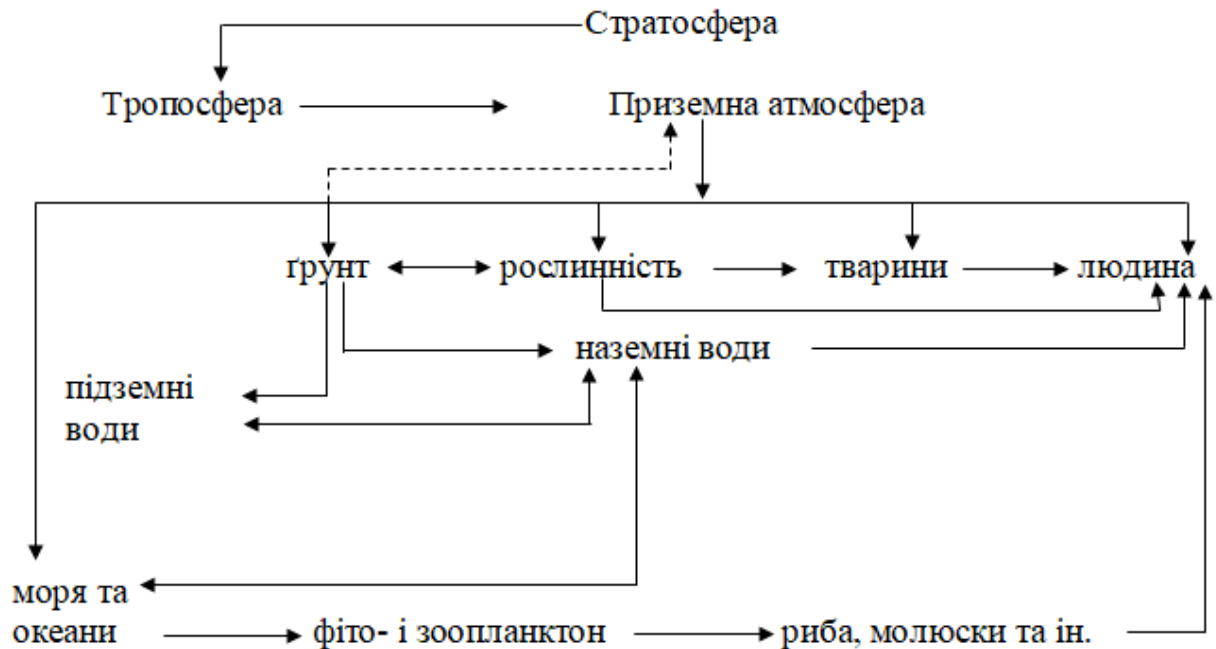 Стратосфера
Тропосфера Приземна атмосфера
ґрунт рослинність тварини людина
наземні води
підземні
води
моря та
океани фіто- і зоопланктон риба, молюски та ін.